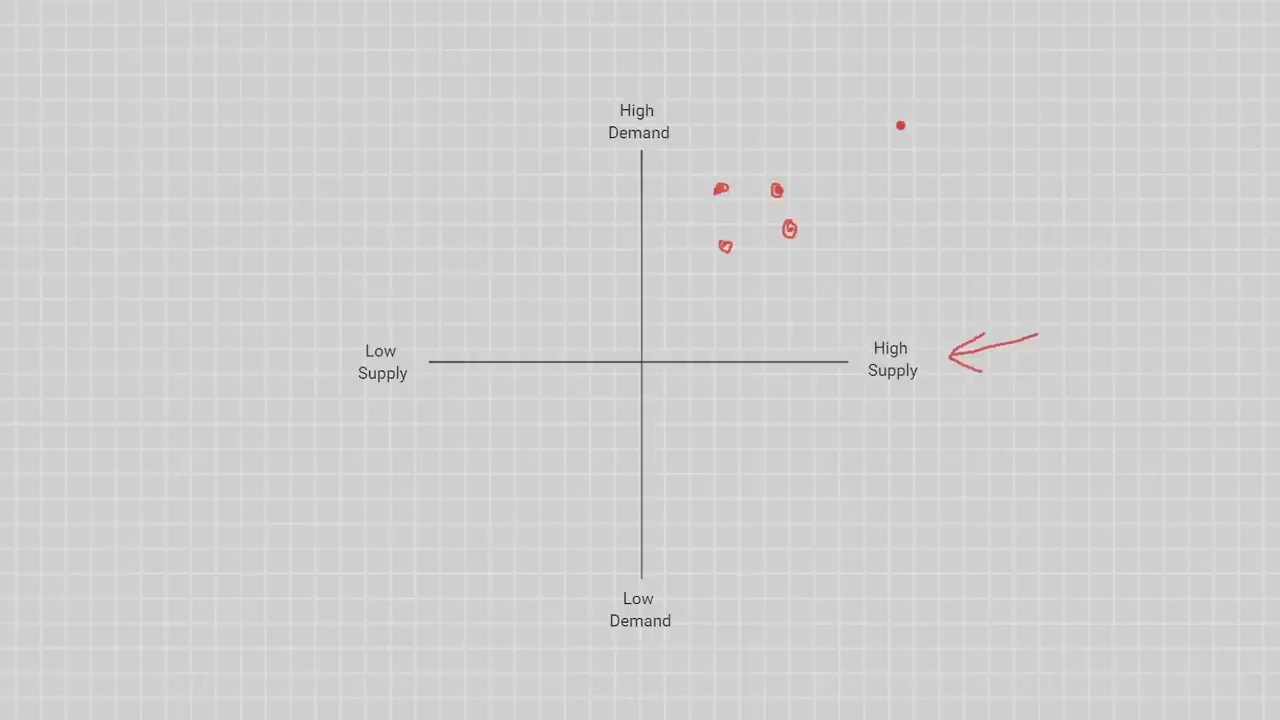 High
Demand
Low
Supply
High
Supply
Low
Demand